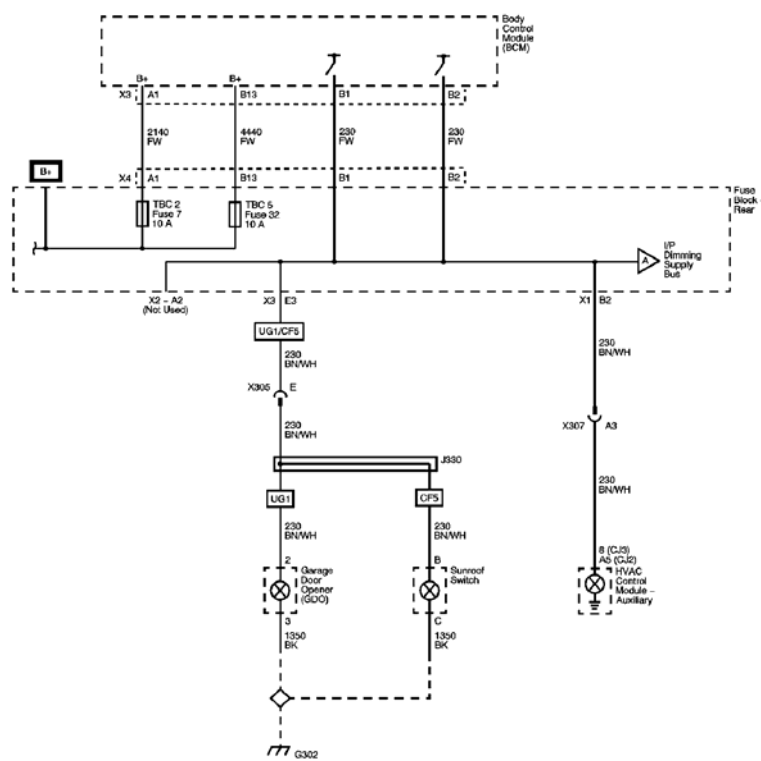 Body
Control
Module
(BCM)
B+ B+
X3 A1 B13 B1 B2
2140
FW
4440
FW
230
FW
230
FW
B+
X4 A1 B13 B1 B2
Fuse
Block -
Rear
TBC 2
Fuse 7
10 A
TBC 5
Fuse 32
10 A
A
I/P
Dimming
Supply
Bus
X2 - A2
(Not Used)
X3 E3
X1 B2
UG1/CF5
230
BN/WH
230
BN/WH
X305 E
X307 A3
230
BN/WH
J330
UG1
CF5
230
BN/WH
230
BN/WH
230
BN/WH
8 (CJ3)
A5 (CJ2)
2
Garage
Door
Opener
(GDO)
B
Sunroof
Switch
HVAC
Control
Module -
Auxiliary
3
1350
BK
C
1350
BK
G302